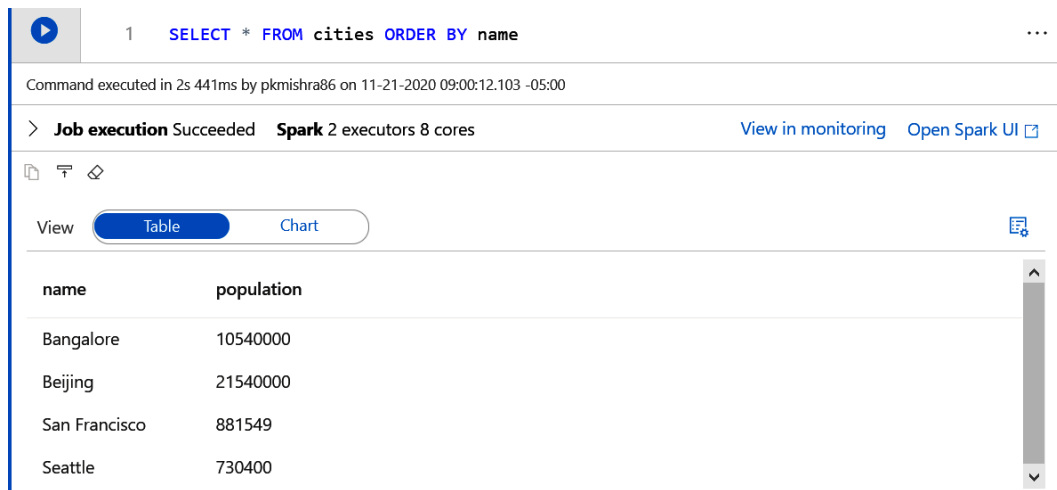 1 SELECT * FROM cities ORDER BY name ...
Command executed in 2s 441ms by pkmishra86 on 11-21-2020 09:00:12.103 -05:00
Job execution Succeeded Spark 2 executors 8 cores View in monitoring Open Spark UI
View Table Chart
name population
Bangalore 10540000
Beijing 21540000
San Francisco 881549
Seattle 730400